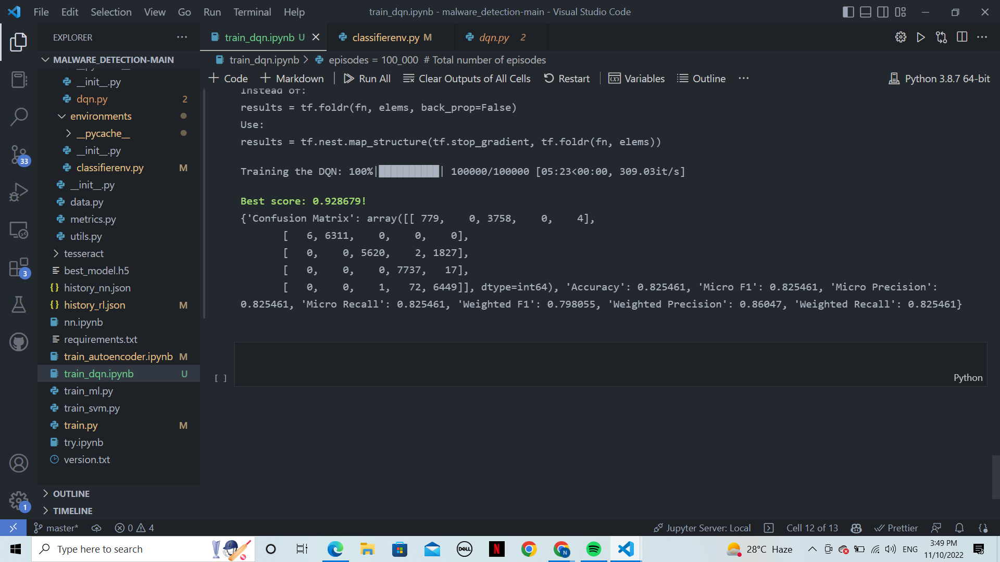 File Edit Selection View Go Run Terminal Help
train_dqn.ipynb - malware_detection-main - Visual Studio Code
EXPLORER
train_dqn.ipynb U
classifierenv.py M
dqn.py 2
MALWARE_DETECTION-MAIN
train_dqn.ipynb > episodes = 100_000 # Total number of episodes
+ Code + Markdown Run All Clear Outputs of All Cells Restart Variables Outline ...
Python 3.8.7 64-bit
__init__.py
dqn.py 2
environments
__pycache__
__init__.py
classifierenv.py M
__init__.py
data.py
metrics.py
utils.py
tesseract
best_model.h5
history_nn.json
history_rl.json M
nn.ipynb
requirements.txt
train_autoencoder.ipynb M
train_dqn.ipynb U
train_ml.py
train_svm.py
train.py M
try.ipynb
version.txt
OUTLINE
TIMELINE
33
3
1
Instead of:
results = tf.foldr(fn, elems, back_prop=False)
Use:
results = tf.nest.map_structure(tf.stop_gradient, tf.foldr(fn, elems))
Training the DQN: 100%|██████████| 100000/100000 [05:23<00:00, 309.03it/s]
Best score: 0.928679!
{'Confusion Matrix': array([[ 779, 0, 3758, 0, 4],
[ 6, 6311, 0, 0, 0],
[ 0, 0, 5620, 2, 1827],
[ 0, 0, 0, 7737, 17],
[ 0, 0, 1, 72, 6449]], dtype=int64), 'Accuracy': 0.825461, 'Micro F1': 0.825461, 'Micro Precision':
0.825461, 'Micro Recall': 0.825461, 'Weighted F1': 0.798055, 'Weighted Precision': 0.86047, 'Weighted Recall': 0.825461}
[ ]
Python
master* 0 4
Jupyter Server: Local Cell 12 of 13 Prettier
Type here to search
DELL
N
N
28°C Haze
ENG
3:49 PM
11/10/2022